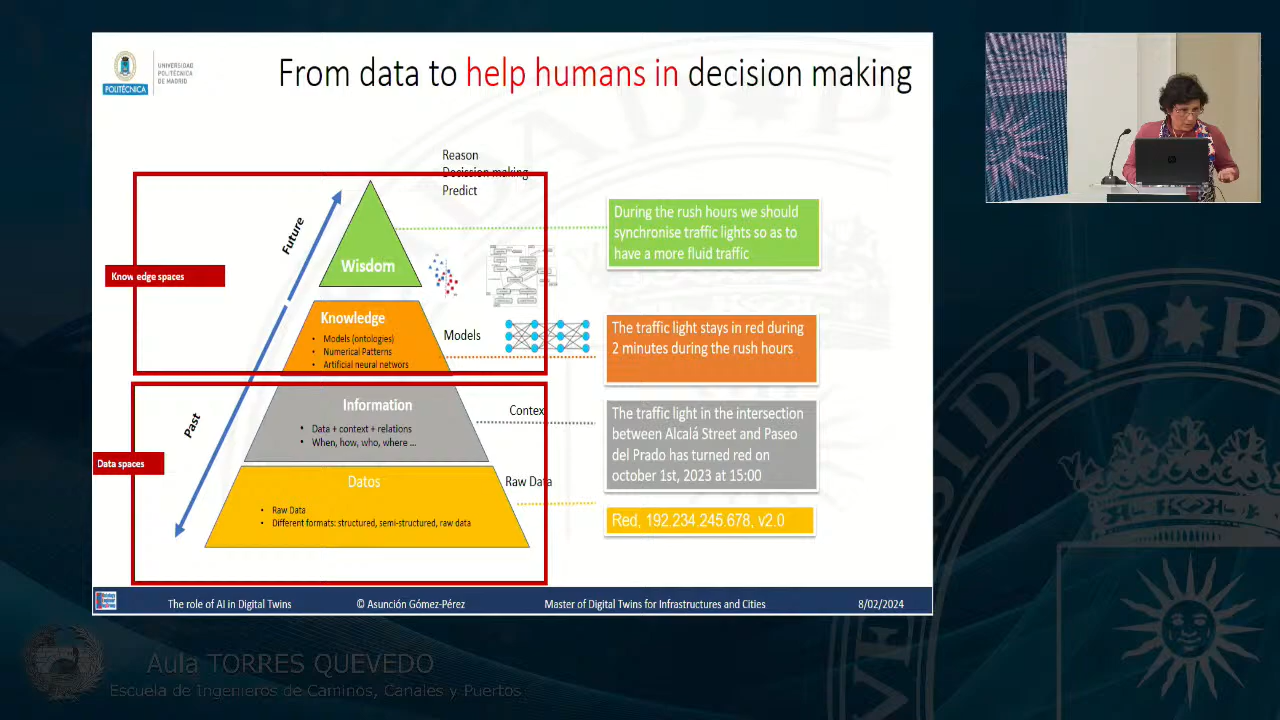 UNIVERSIDAD
POLITÉCNICA
DE MADRID
POLITÉCNICA
From data to help humans in decision making
Reason
Decission making
Predict
Future
Knowledge spaces
Wisdom
During the rush hours we should
synchronise traffic lights so as to
have a more fluid traffic
Knowledge
• Models (ontologies)
• Numerical Patterns
• Artificial neural networs
Models
The traffic light stays in red during
2 minutes during the rush hours
Past
Information
• Data + context + relations
• When, how, who, where ...
Contex
The traffic light in the intersection
between Alcalá Street and Paseo
del Prado has turned red on
october 1st, 2023 at 15:00
Data spaces
Datos
• Raw Data
• Different formats: structured, semi-structured, raw data
Raw Data
Red, 192.234.245.678, v2.0
The role of AI in Digital Twins
© Asunción Gómez-Pérez
Master of Digital Twins for Infrastructures and Cities
8/02/2024
Aula TORRES QUEVEDO
Escuela de Ingenieros de Caminos, Canales y Puertos